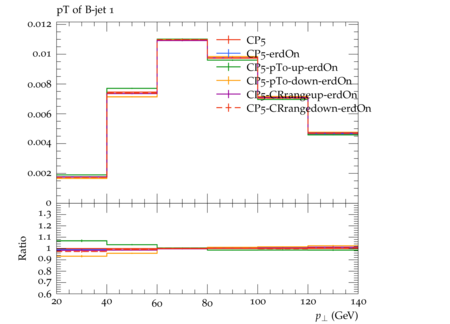 pT of B-jet 1
0.012
0.01
0.008
0.006
0.004
0.002
0
CP5
CP5-erdOn
CP5-pTo-up-erdOn
CP5-pTo-down-erdOn
CP5-CRrangeup-erdOn
CP5-CRrangedown-erdOn
1.3
1.2
1.1
1
0.9
0.8
0.7
0.6
Ratio
20 40 60 80 100 120 140
p⊥ (GeV)